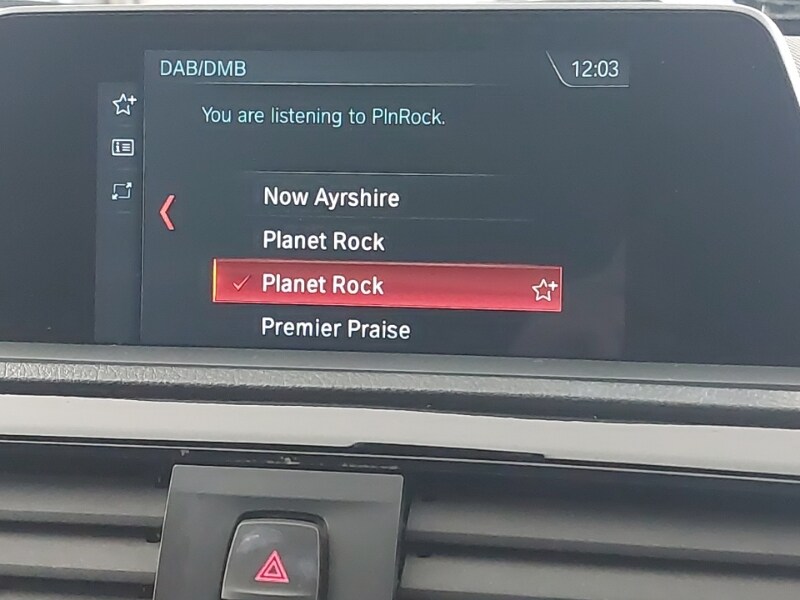 DAB/DMB
12:03
You are listening to PlnRock.
Now Ayrshire
Planet Rock
Planet Rock
Premier Praise